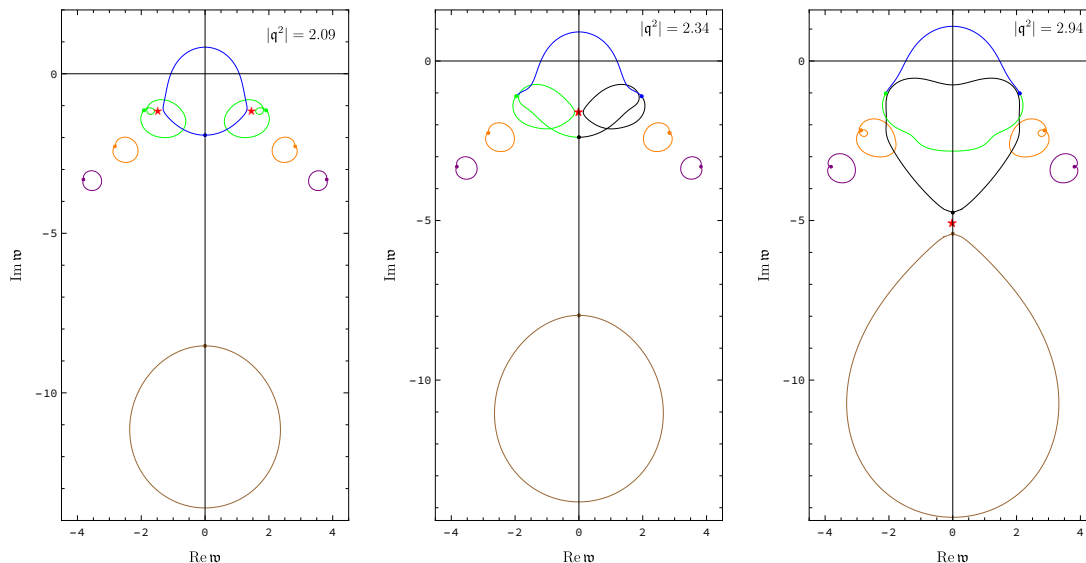 |𝔮²| = 2.09
0
−5
−10
−4 −2 0 2 4
Im 𝔴
Re 𝔴
|𝔮²| = 2.34
0
−5
−10
−4 −2 0 2 4
Im 𝔴
Re 𝔴
|𝔮²| = 2.94
0
−5
−10
−4 −2 0 2 4
Im 𝔴
Re 𝔴